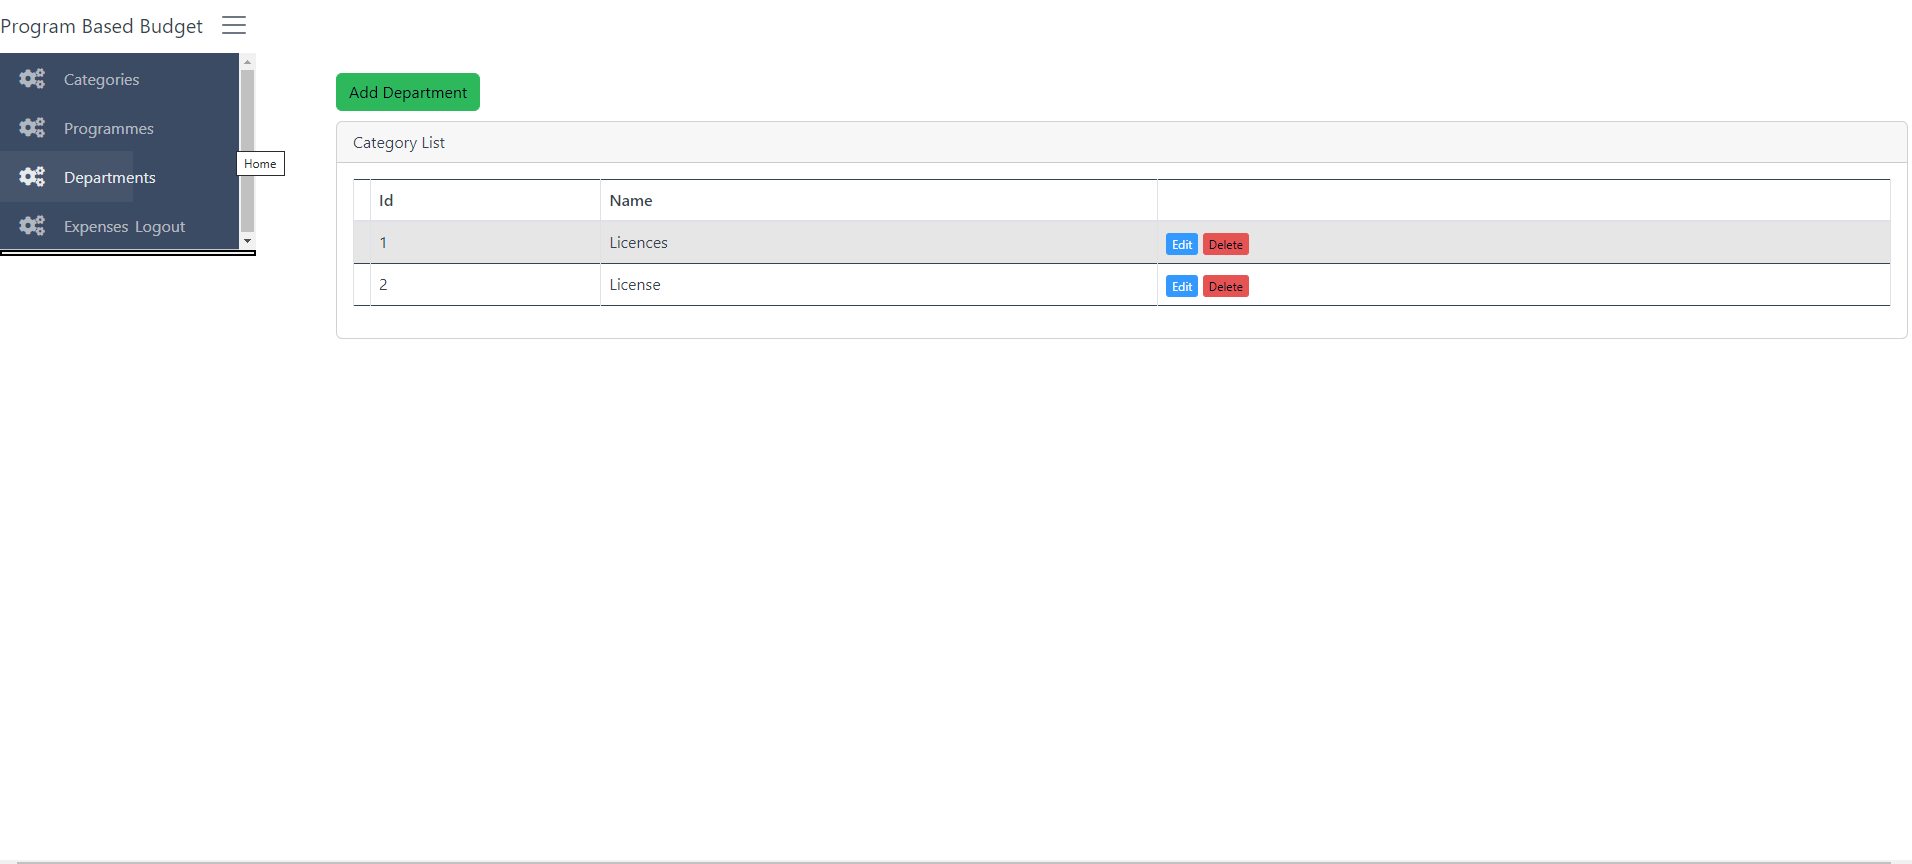 Program Based Budget
Categories
Programmes
Departments
Home
Expenses Logout
Add Department
Category List
Id Name
1 Licences Edit Delete
2 License Edit Delete